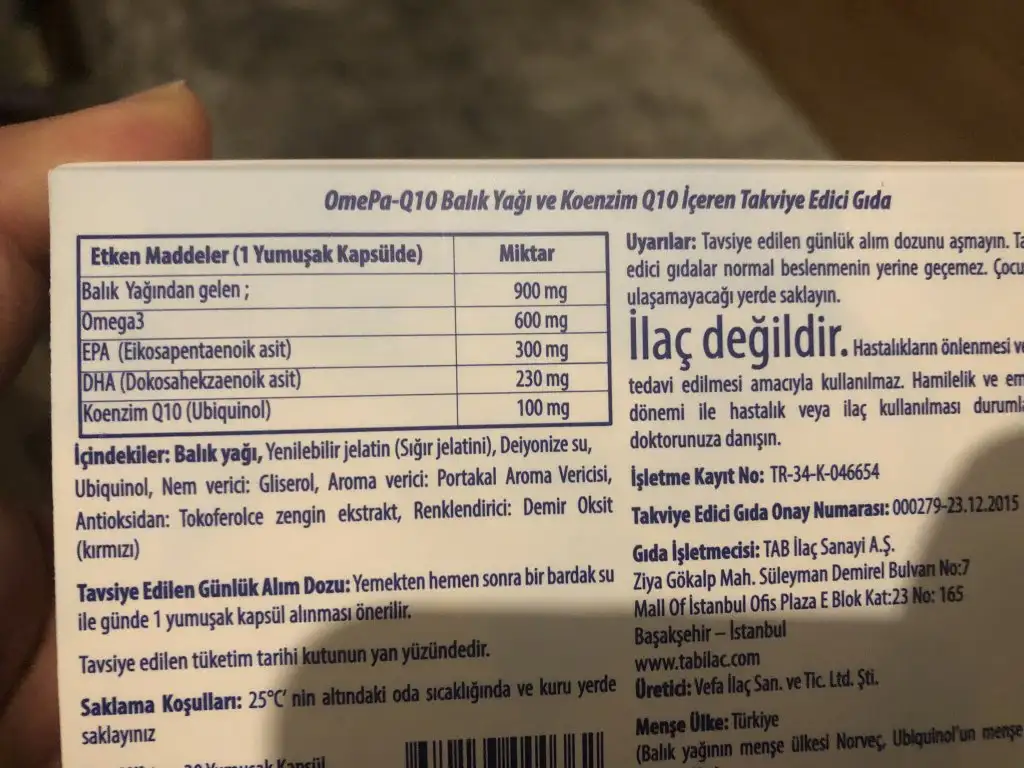 OmePa-Q10 Balık Yağı ve Koenzim Q10 İçeren Takviye Edici Gıda
Etken Maddeler (1 Yumuşak Kapsülde) Miktar
Balık Yağından gelen ; 900 mg
Omega3 600 mg
EPA (Eikosapentaenoik asit) 300 mg
DHA (Dokosahekzaenoik asit) 230 mg
Koenzim Q10 (Ubiquinol) 100 mg
İçindekiler: Balık yağı, Yenilebilir jelatin (Sığır jelatini), Deiyonize su,
Ubiquinol, Nem verici: Gliserol, Aroma verici: Portakal Aroma Vericisi,
Antioksidan: Tokoferolce zengin ekstrakt, Renklendirici: Demir Oksit
(kırmızı)
Tavsiye Edilen Günlük Alım Dozu: Yemekten hemen sonra bir bardak su
ile günde 1 yumuşak kapsül alınması önerilir.
Tavsiye edilen tüketim tarihi kutunun yan yüzündedir.
Saklama Koşulları: 25°C' nin altındaki oda sıcaklığında ve kuru yerde
saklayınız
Yumuşak Kapsül
Uyarılar: Tavsiye edilen günlük alım dozunu aşmayın.
edici gıdalar normal beslenmenin yerine geçemez.
ulaşamayacağı yerde saklayın.
İlaç değildir. Hastalıkların önlenmesi
tedavi edilmesi amacıyla kullanılmaz. Hamilelik ve
dönemi ile hastalık veya ilaç kullanılması
doktorunuza danışın.
İşletme Kayıt No: TR-34-K-046654
Takviye Edici Gıda Onay Numarası: 000279-23.12.2015
Gıda İşletmecisi: TAB İlaç Sanayi A.Ş.
Ziya Gökalp Mah. Süleyman Demirel Bulvarı No:7
Mall Of İstanbul Ofis Plaza E Blok Kat:23 No: 165
Başakşehir – İstanbul
www.tabilac.com
Üretici: Vefa İlaç San. ve Tic. Ltd. Şti.
Menşe Ülke: Türkiye
(Balık yağının menşe ülkesi Norveç, Ubiquinol'un menşe